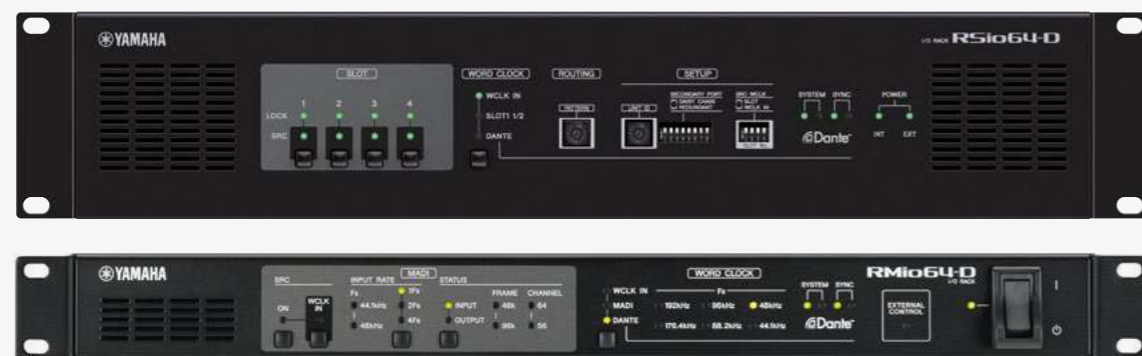 YAMAHA
I/O RACK RSio64-D
SLOT
WORD CLOCK
ROUTING
SETUP
1 2 3 4
LOCK
SRC
WCLK IN
SLOT1 1/2
DANTE
PATTERN
UNIT ID
SECONDARY PORT
DAISY CHAIN
REDUNDANT
SRC WCLK
SLOT
WCLK IN
SYSTEM SYNC
Dante
POWER
INT EXT
YAMAHA
MADI
WORD CLOCK
RMio64-D
I/O RACK
SRC
INPUT RATE
STATUS
ON
WCLK IN
Fs
44.1kHz
48kHz
1Fs
2Fs
4Fs
INPUT
OUTPUT
FRAME CHANNEL
48k 64
96k 56
WCLK IN
MADI
DANTE
Fs
192kHz 96kHz 48kHz
176.4kHz 88.2kHz 44.1kHz
SYSTEM SYNC
Dante
EXTERNAL
CONTROL